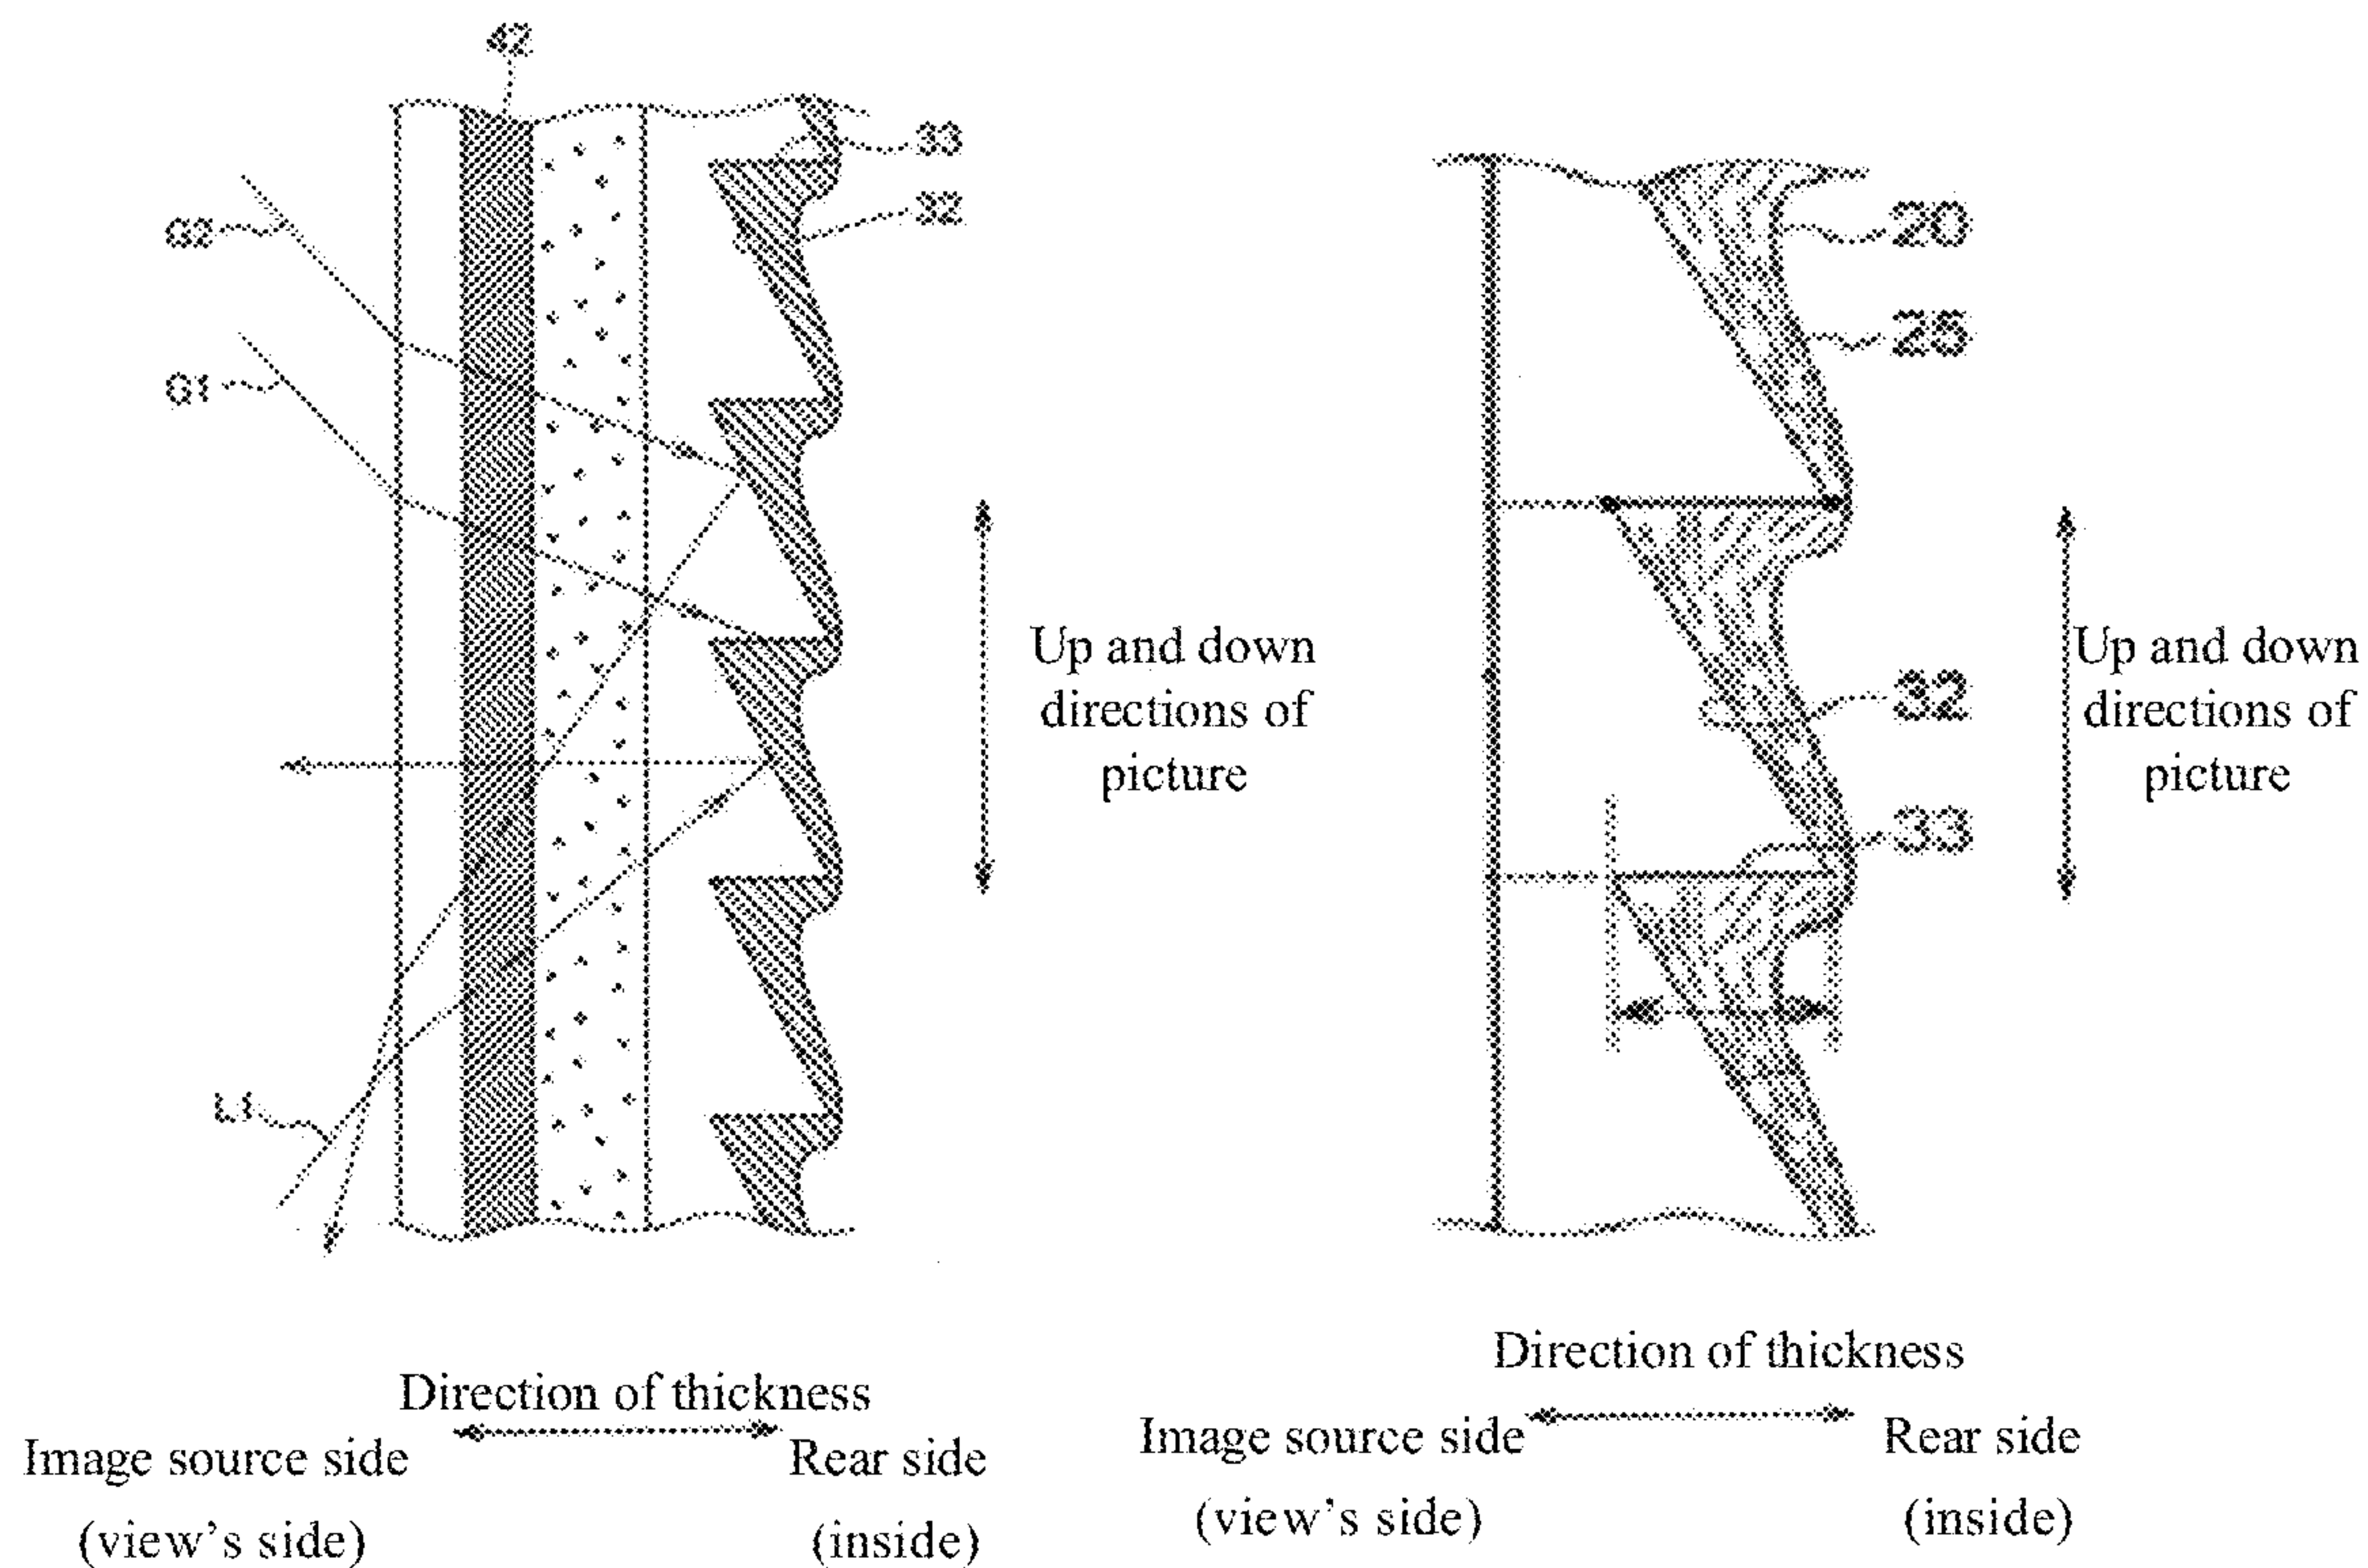 42
33
32
G2
G1
Up and down
directions of
picture
L1
Direction of thickness
Image source side
(view's side)
Rear side
(inside)
20
25
32
33
Up and down
directions of
picture
Direction of thickness
Image source side
(view's side)
Rear side
(inside)